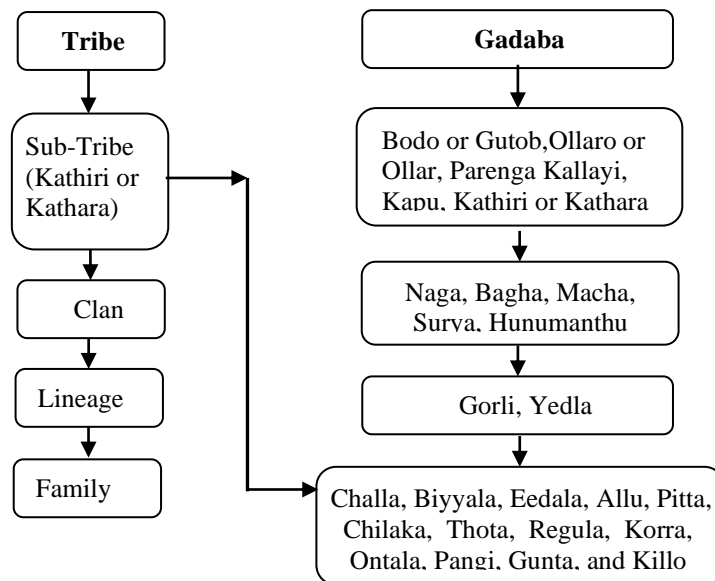 Tribe
Sub-Tribe
(Kathiri or
Kathara)
Clan
Lineage
Family
Gadaba
Bodo or Gutob,Ollaro or
Ollar, Parenga Kallayi,
Kapu, Kathiri or Kathara
Naga, Bagha, Macha,
Surya, Hunumanthu
Gorli, Yedla
Challa, Biyyala, Eedala, Allu, Pitta,
Chilaka, Thota, Regula, Korra,
Ontala, Pangi, Gunta, and Killo